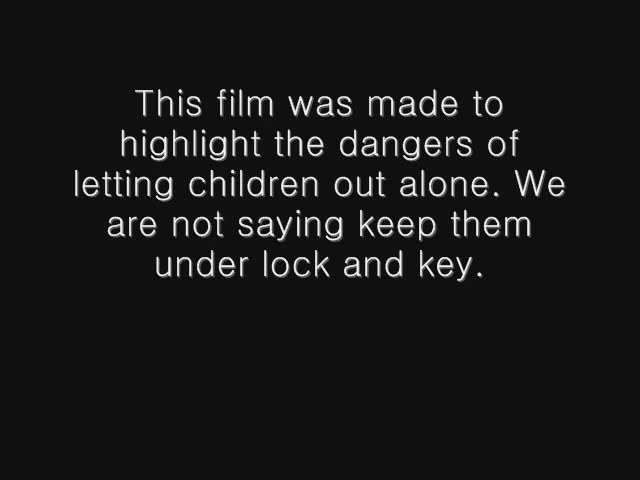 This film was made to
highlight the dangers of
letting children out alone. We
are not saying keep them
under lock and key.